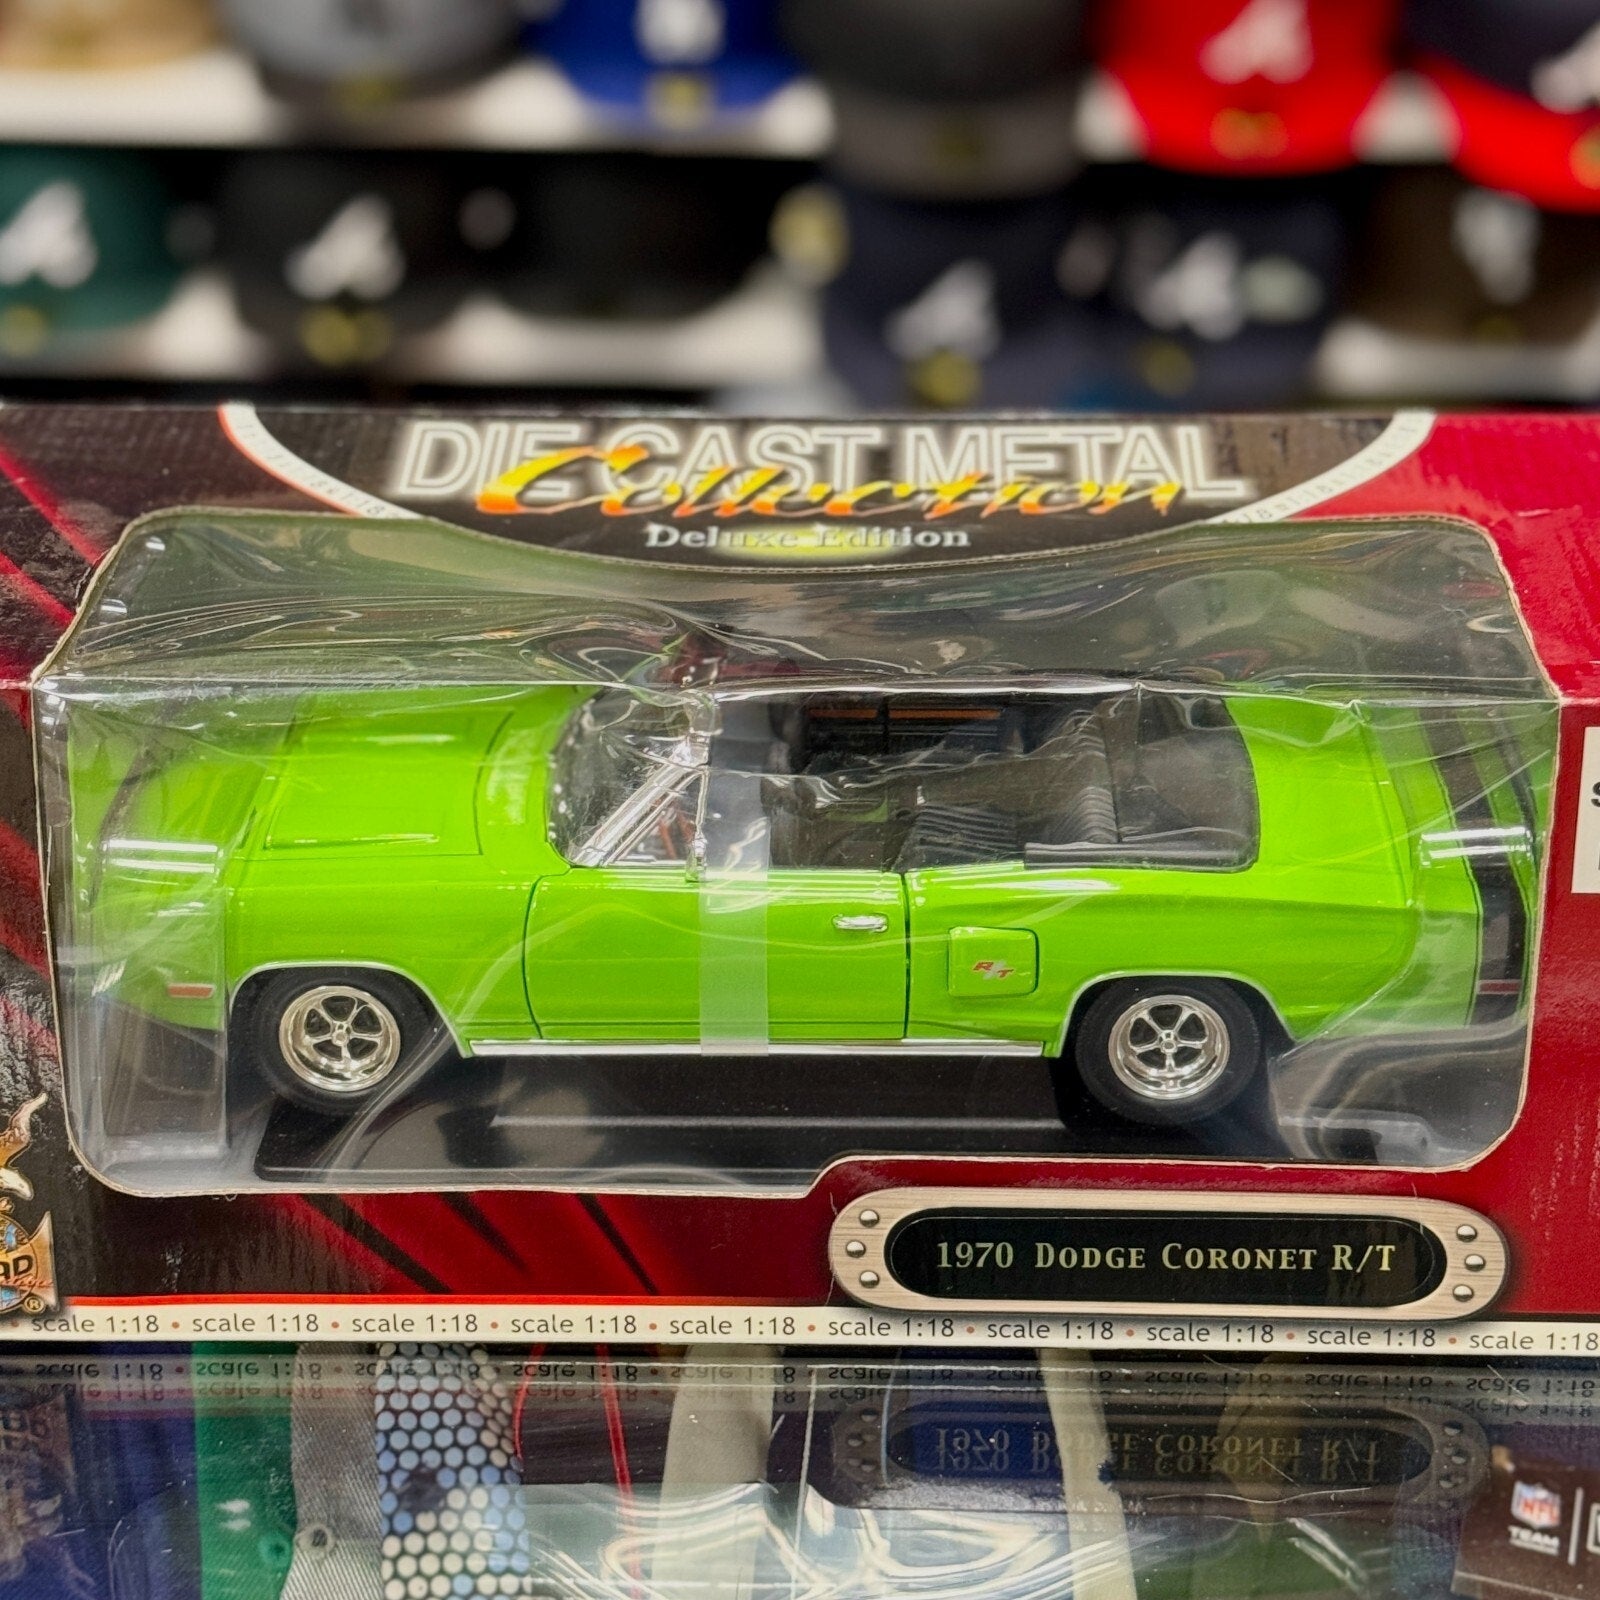 DIE CAST METAL
Collection
Deluxe Edition
R/T
1970 DODGE CORONET R/T
scale 1:18 • scale 1:18 • scale 1:18 • scale 1:18 • scale 1:18 • scale 1:18 • scale 1:18 • scale 1:18 • scale 1:18 • scale 1:18
NFL
TEAM